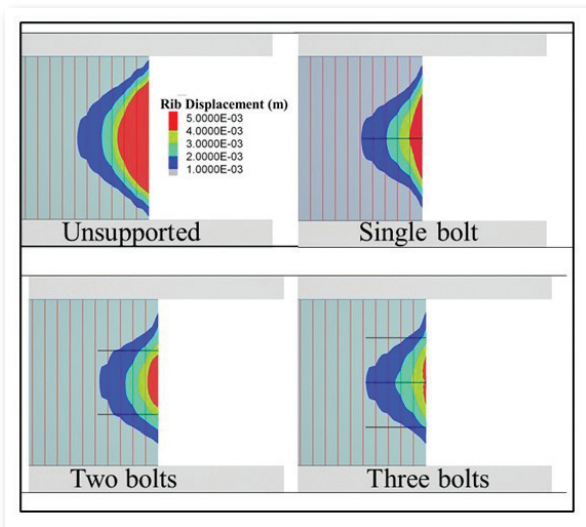 Rib Displacement (m)
5.0000E-03
4.0000E-03
3.0000E-03
2.0000E-03
1.0000E-03
Unsupported
Single bolt
Two bolts
Three bolts